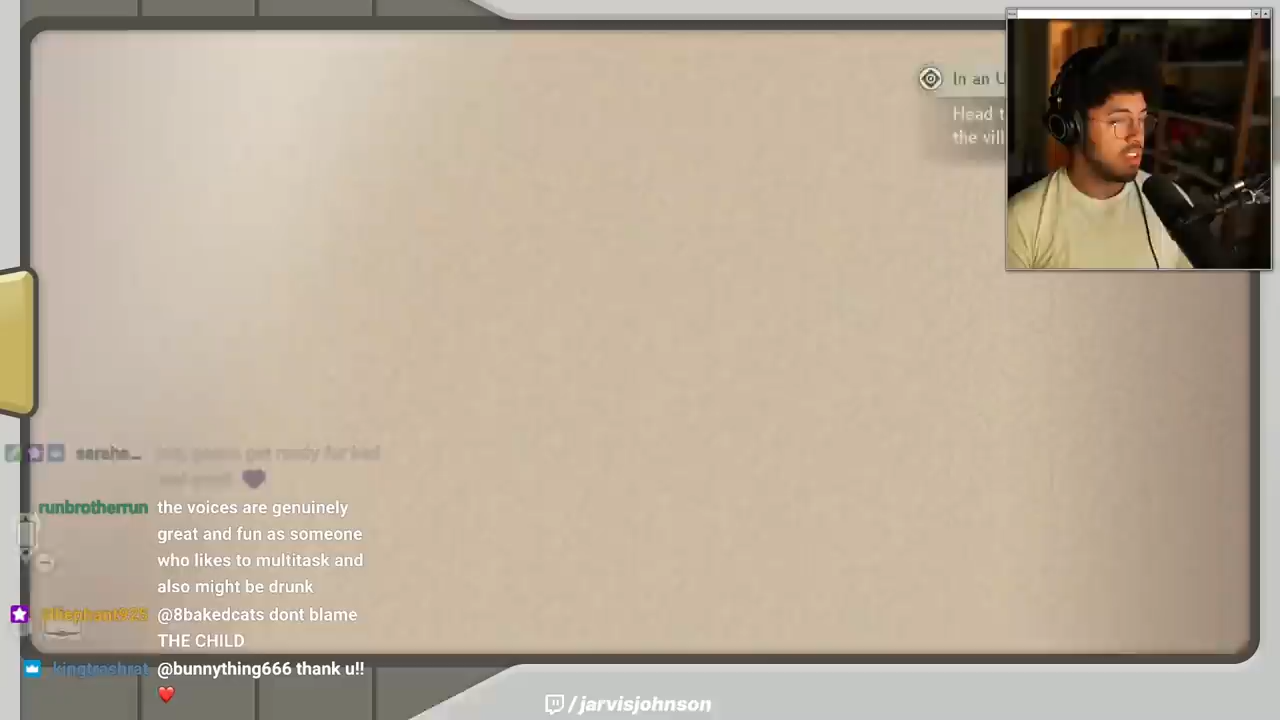 In an U
Head t
the vill
runbrotherrun the voices are genuinely
great and fun as someone
who likes to multitask and
also might be drunk
@8bakedcats dont blame
THE CHILD
kingtrashrat @bunnything666 thank u!!
/jarvisjohnson